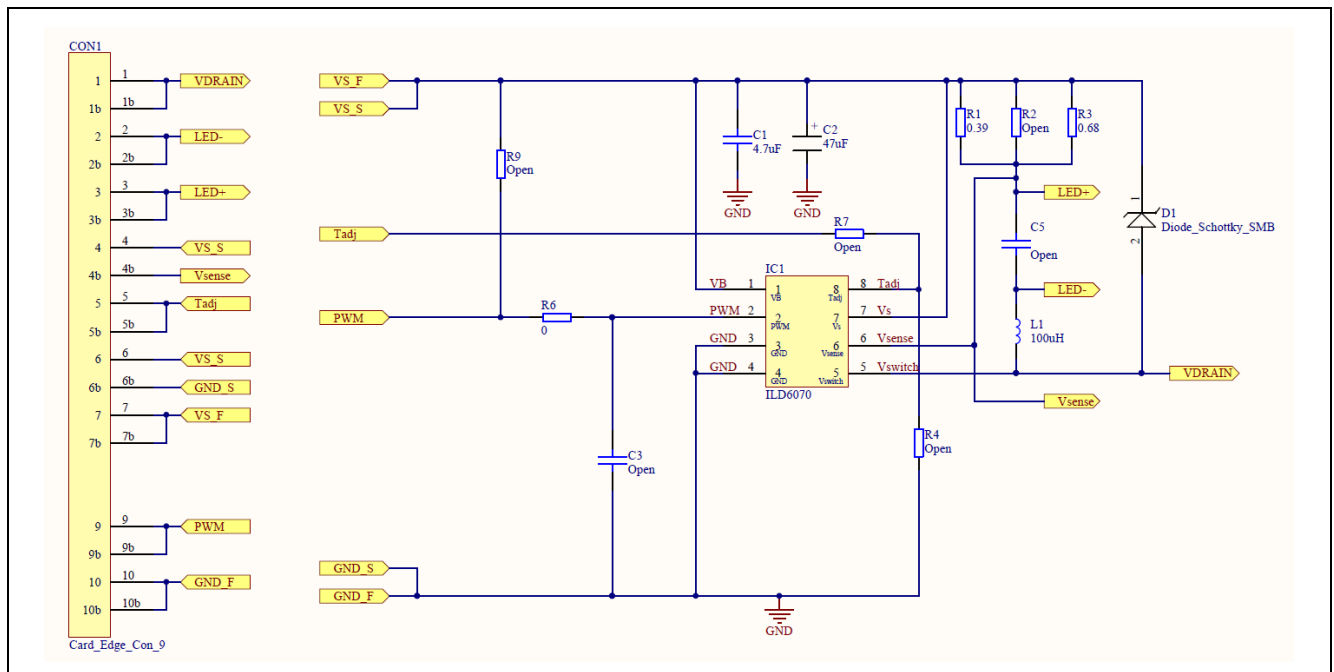 CON1
1 1 VDRAIN
1b 1b
2 2 LED-
2b 2b
3 3 LED+
3b 3b
4 4 VS_S
4b 4b Vsense
5 5 Tadj
5b 5b
6 6 VS_S
6b 6b GND_S
7 7 VS_F
7b 7b
9 9 PWM
9b 9b
10 10 GND_F
10b 10b
Card_Edge_Con_9
VS_F
VS_S
R9
Open
C1
4.7uF
GND
+ C2
47uF
GND
R1
0.39
R2
Open
R3
0.68
LED+
C5
Open
LED-
L1
100uH
1
D1
Diode_Schottky_SMB
2
Tadj
R7
Open
PWM
R6
0
IC1
VB 1 1 VB 8 Tadj 8 Tadj
PWM 2 2 PWM 7 Vs 7 Vs
GND 3 3 GND 6 Vsense 6 Vsense
GND 4 4 GND 5 Vswitch 5 Vswitch
ILD6070
VDRAIN
Vsense
R4
Open
C3
Open
GND_S
GND_F
GND